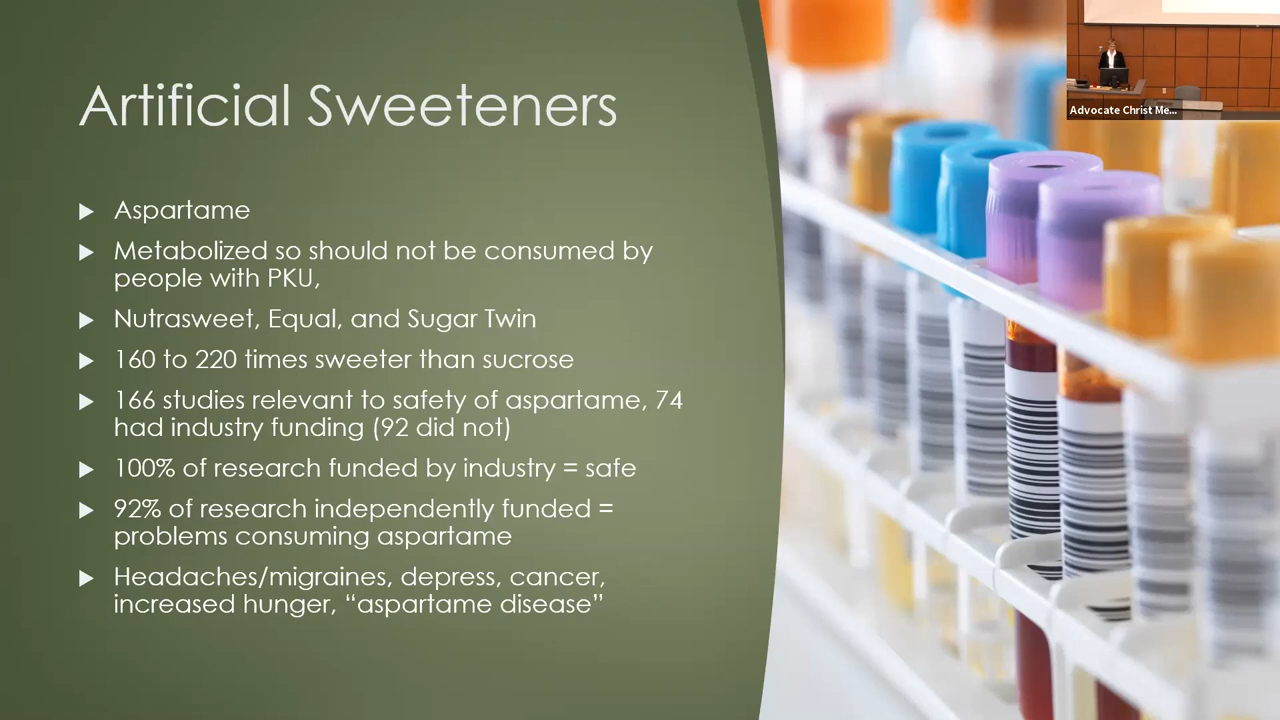 Artificial Sweeteners
Aspartame
Metabolized so should not be consumed by
people with PKU,
Nutrasweet, Equal, and Sugar Twin
160 to 220 times sweeter than sucrose
166 studies relevant to safety of aspartame, 74
had industry funding (92 did not)
100% of research funded by industry = safe
92% of research independently funded =
problems consuming aspartame
Headaches/migraines, depress, cancer,
increased hunger, “aspartame disease”
Advocate Christ Me...